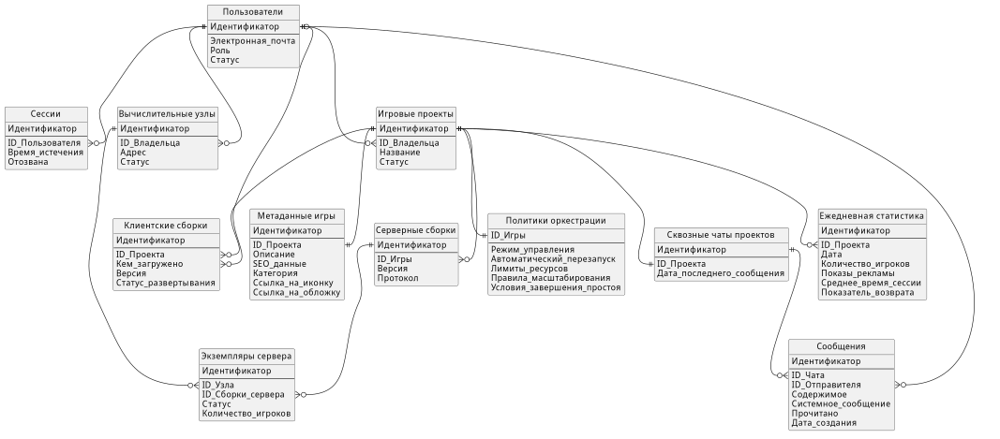 Пользователи
Идентификатор
Электронная_почта
Роль
Статус
Сессии
Идентификатор
ID_Пользователя
Время_истечения
Отозвана
Вычислительные узлы
Идентификатор
ID_Владельца
Адрес
Статус
Игровые проекты
Идентификатор
ID_Владельца
Название
Статус
Клиентские сборки
Идентификатор
ID_Проекта
Кем_загружено
Версия
Статус_развертывания
Метаданные игры
Идентификатор
ID_Проекта
Описание
SEO_данные
Категория
Ссылка_на_иконку
Ссылка_на_обложку
Серверные сборки
Идентификатор
ID_Игры
Версия
Протокол
Политики оркестрации
ID_Игры
Режим_управления
Автоматический_перезапуск
Лимиты_ресурсов
Правила_масштабирования
Условия_завершения_простоя
Сквозные чаты проектов
Идентификатор
ID_Проекта
Дата_последнего_сообщения
Ежедневная статистика
Идентификатор
ID_Проекта
Дата
Количество_игроков
Показы_рекламы
Среднее_время_сессии
Показатель_возврата
Экземпляры сервера
Идентификатор
ID_Узла
ID_Сборки_сервера
Статус
Количество_игроков
Сообщения
Идентификатор
ID_Чата
ID_Отправителя
Содержимое
Системное_сообщение
Прочитано
Дата_создания